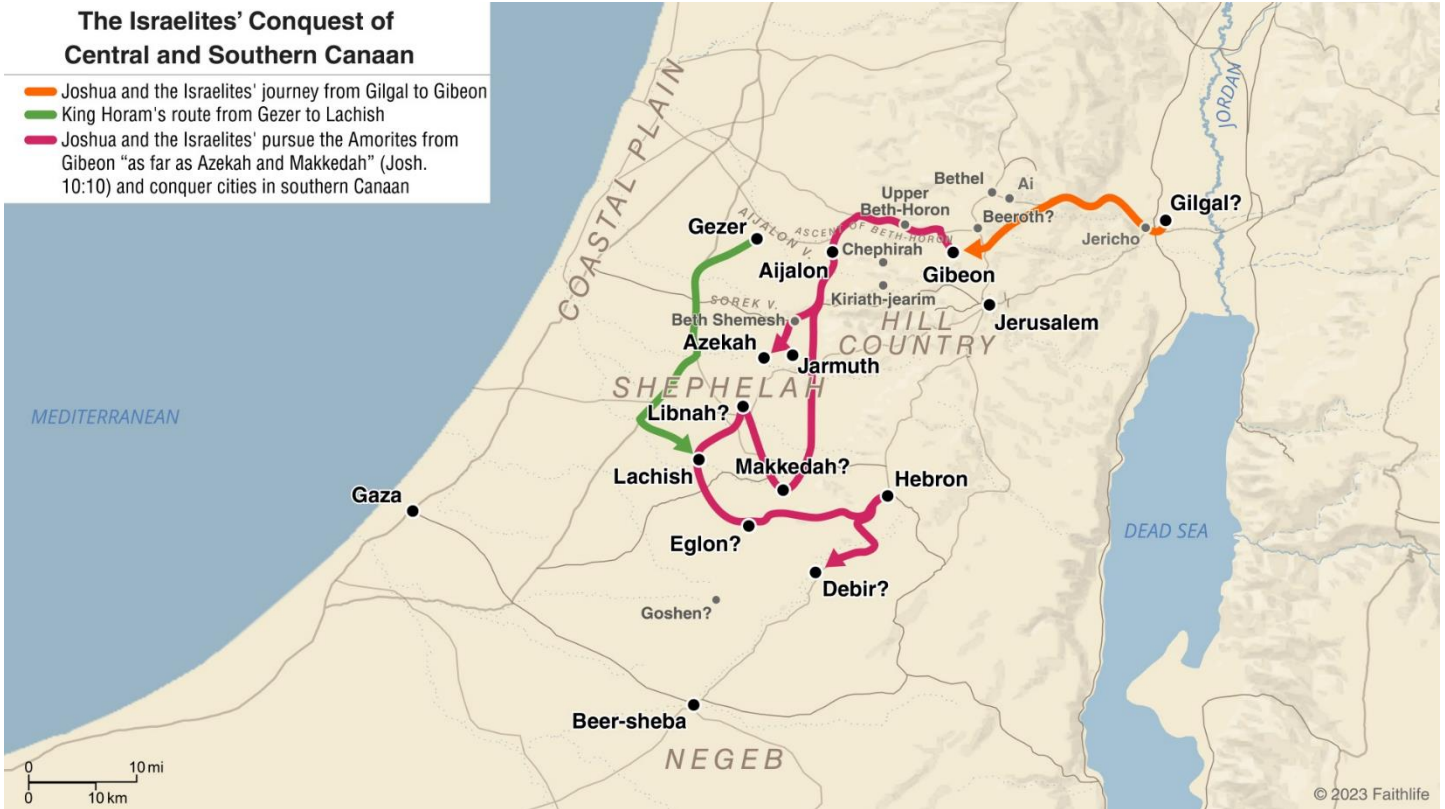 The Israelites' Conquest of
Central and Southern Canaan
Joshua and the Israelites' journey from Gilgal to Gibeon
King Horam's route from Gezer to Lachish
Joshua and the Israelites' pursue the Amorites from
Gibeon “as far as Azekah and Makkedah” (Josh.
10:10) and conquer cities in southern Canaan
COASTAL PLAIN
JORDAN
Bethel
Ai
Upper
Beth-Horon
Beeroth?
Gilgal?
Jericho
Gezer
AIJALON V.
ASCENT OF BETH-HORON
Aijalon
Chephirah
Gibeon
Kiriath-jearim
SOREK V.
Beth Shemesh
HILL
COUNTRY
Jerusalem
Azekah
Jarmuth
SHEPHELAH
MEDITERRANEAN
Libnah?
Lachish
Makkedah?
Hebron
Gaza
Eglon?
DEAD SEA
Debir?
Goshen?
Beer-sheba
NEGEB
0 10 mi
0 10 km
© 2023 Faithlife